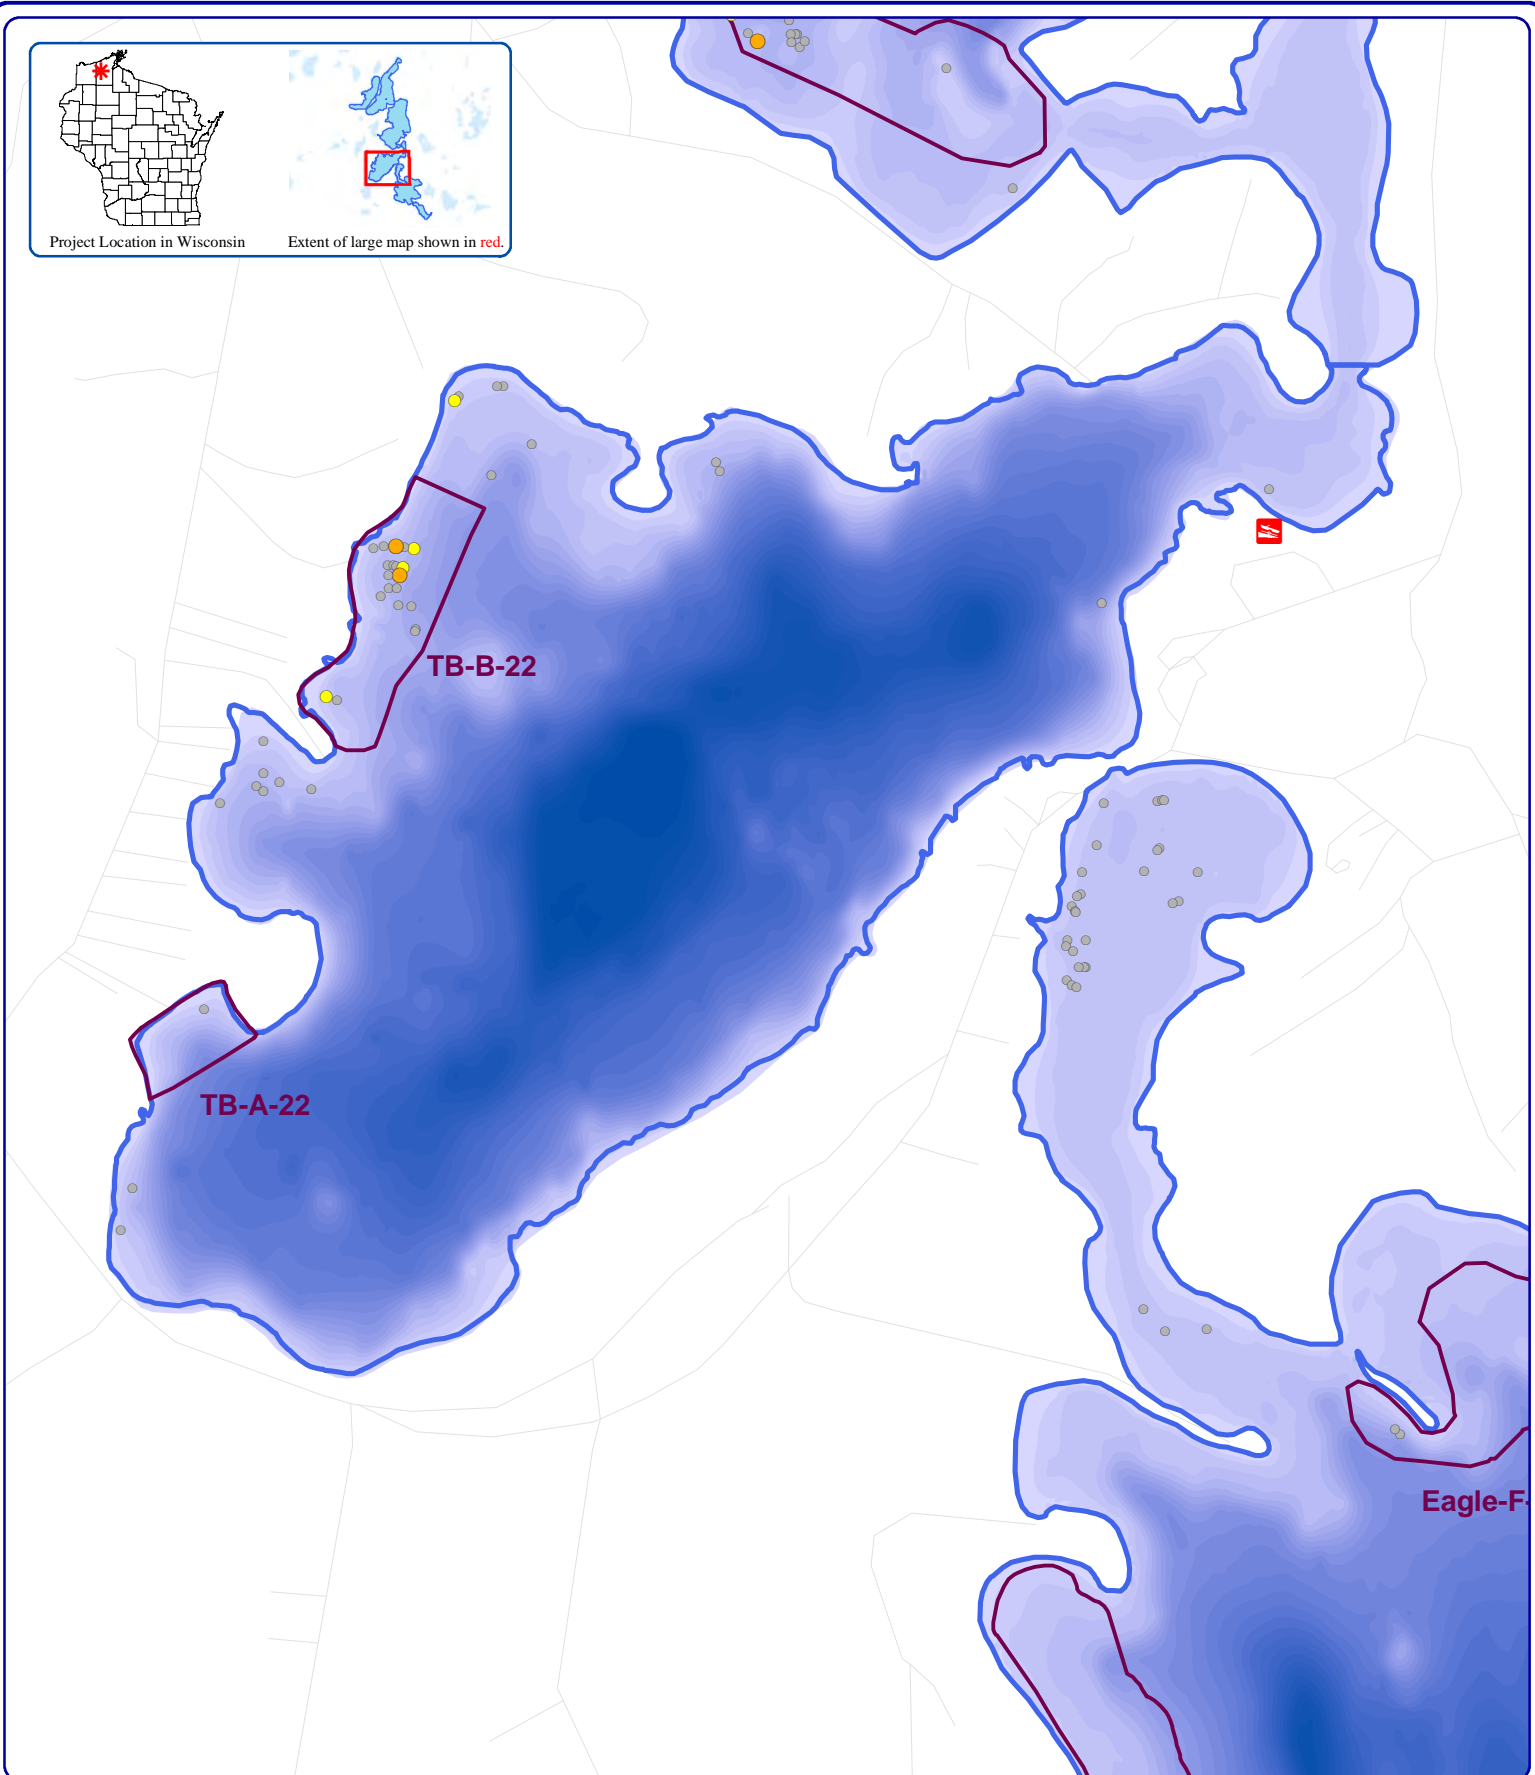 Project Location in Wisconsin
Extent of large map shown in red.
TB-B-22
TB-A-22
Eagle-F-